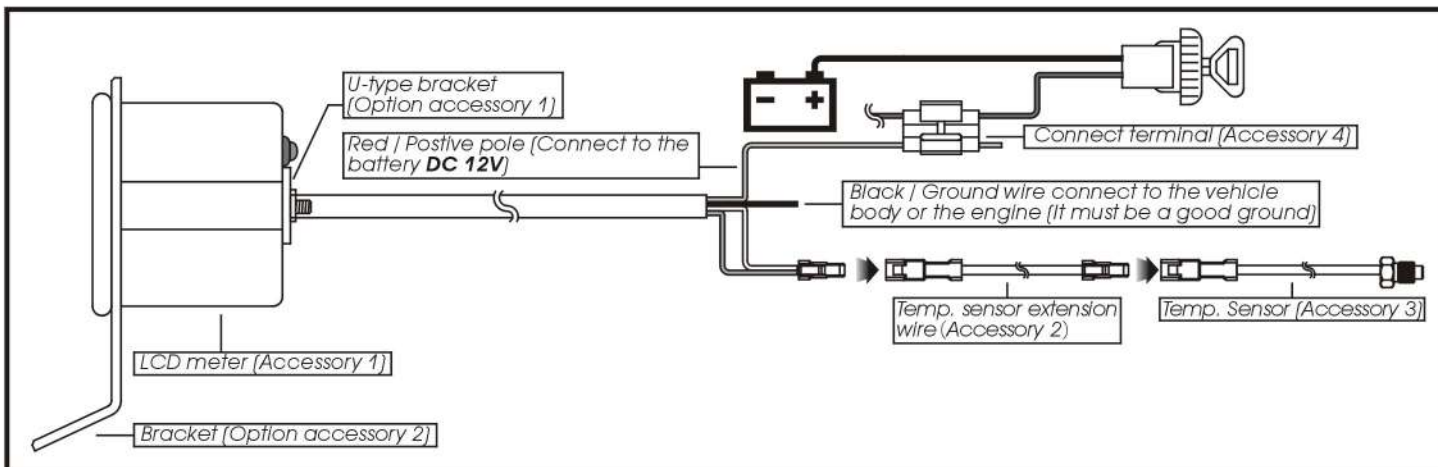 U-type bracket
(Option accessory 1)
Red / Postive pole (Connect to the
battery DC 12V)
- +
Connect terminal (Accessory 4)
Black / Ground wire connect to the vehicle
body or the engine (It must be a good ground)
Temp. sensor extension
wire (Accessory 2)
Temp. Sensor (Accessory 3)
LCD meter (Accessory 1)
Bracket (Option accessory 2)